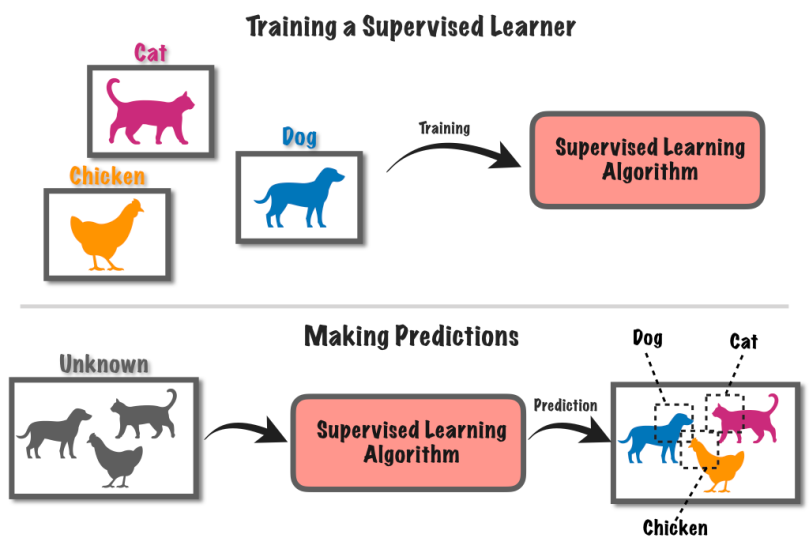 Training a Supervised Learner
Cat
Dog
Chicken
Training
Supervised Learning
Algorithm
Making Predictions
Unknown
Supervised Learning
Algorithm
Prediction
Dog
Cat
Chicken